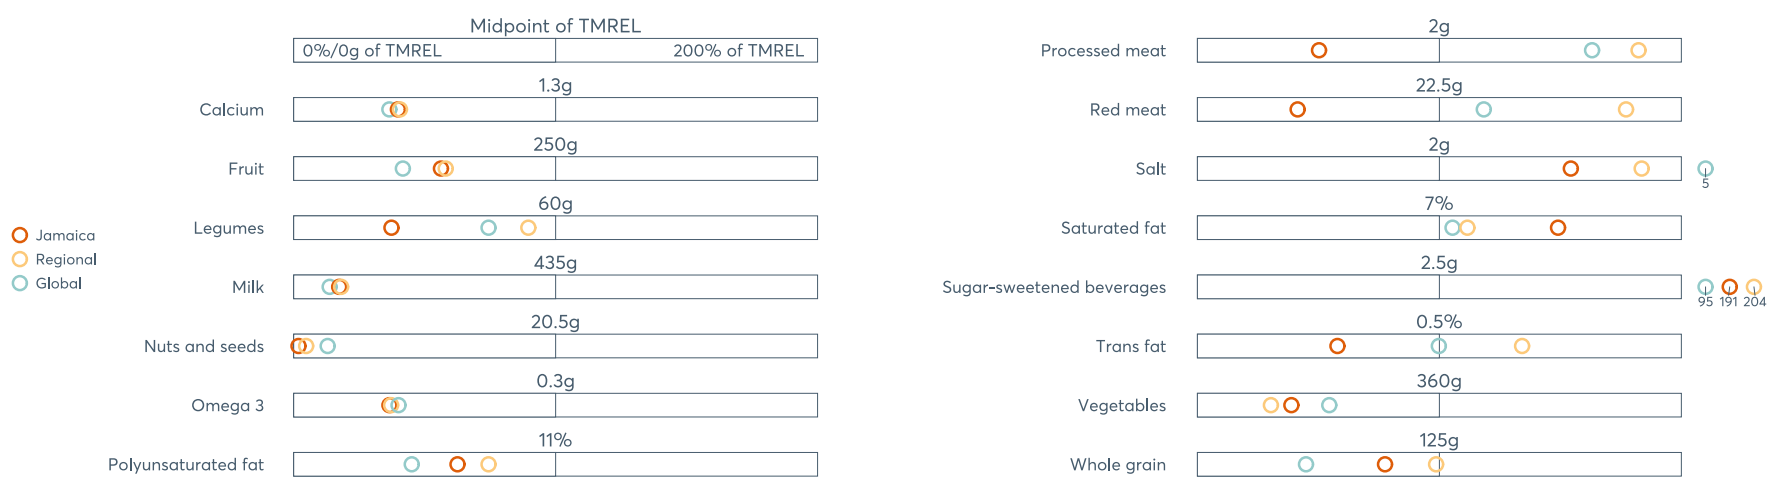 Midpoint of TMREL
0%/0g of TMREL 200% of TMREL
1.3g
Calcium
250g
Fruit
60g
Legumes
435g
Milk
20.5g
Nuts and seeds
0.3g
Omega 3
11%
Polyunsaturated fat
Jamaica
Regional
Global
2g
Processed meat
22.5g
Red meat
2g
Salt
5
7%
Saturated fat
2.5g
Sugar-sweetened beverages
95 191 204
0.5%
Trans fat
360g
Vegetables
125g
Whole grain